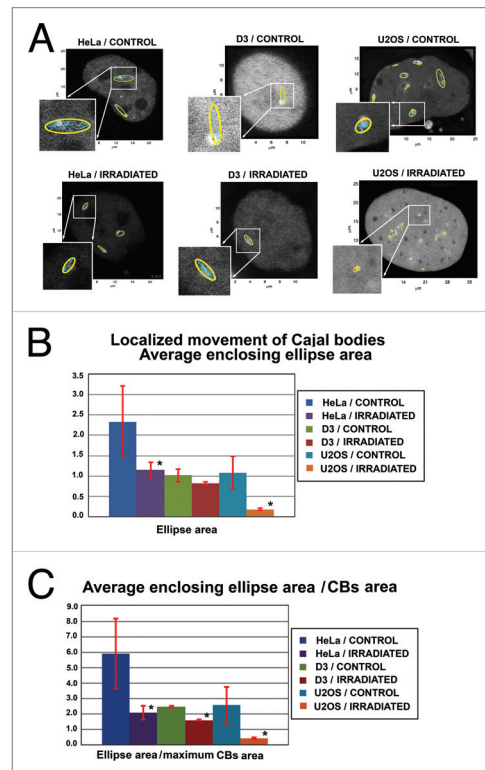 A
HeLa / CONTROL
D3 / CONTROL
U2OS / CONTROL
HeLa / IRRADIATED
D3 / IRRADIATED
U2OS / IRRADIATED
B
Localized movement of Cajal bodies
Average enclosing ellipse area
3.5
3.0
2.5
2.0
1.5
1.0
0.5
0.0
*
*
Ellipse area
HeLa / CONTROL
HeLa / IRRADIATED
D3 / CONTROL
D3 / IRRADIATED
U2OS / CONTROL
U2OS / IRRADIATED
C
Average enclosing ellipse area /CBs area
9.0
8.0
7.0
6.0
5.0
4.0
3.0
2.0
1.0
0.0
*
*
*
Ellipse area/maximum CBs area
HeLa / CONTROL
HeLa / IRRADIATED
D3 / CONTROL
D3 / IRRADIATED
U2OS / CONTROL
U2OS / IRRADIATED